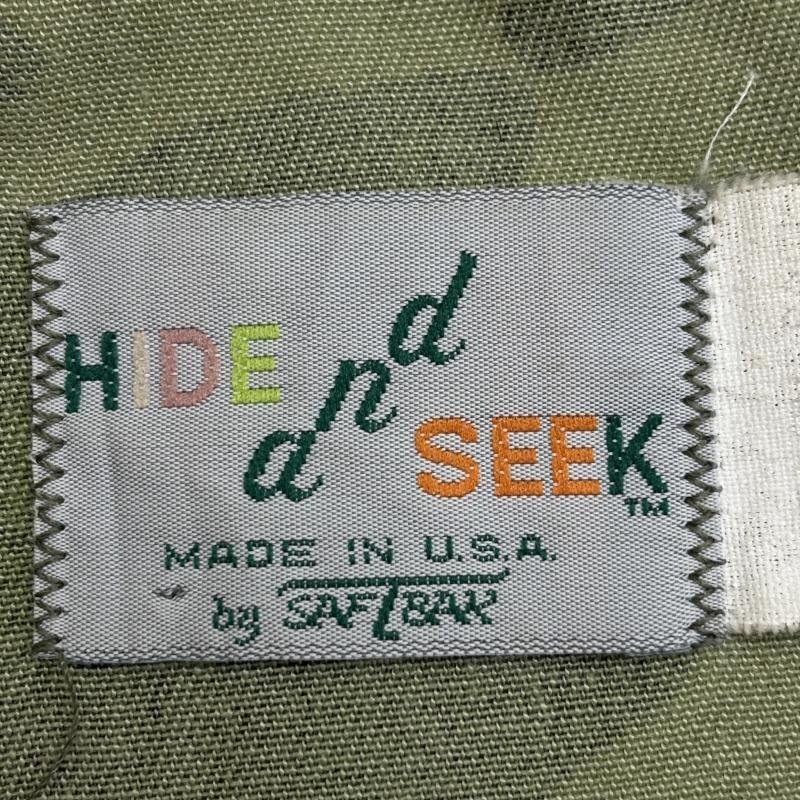 HIDE
and
SEEK™
MADE IN U.S.A.
by SAFTBAK